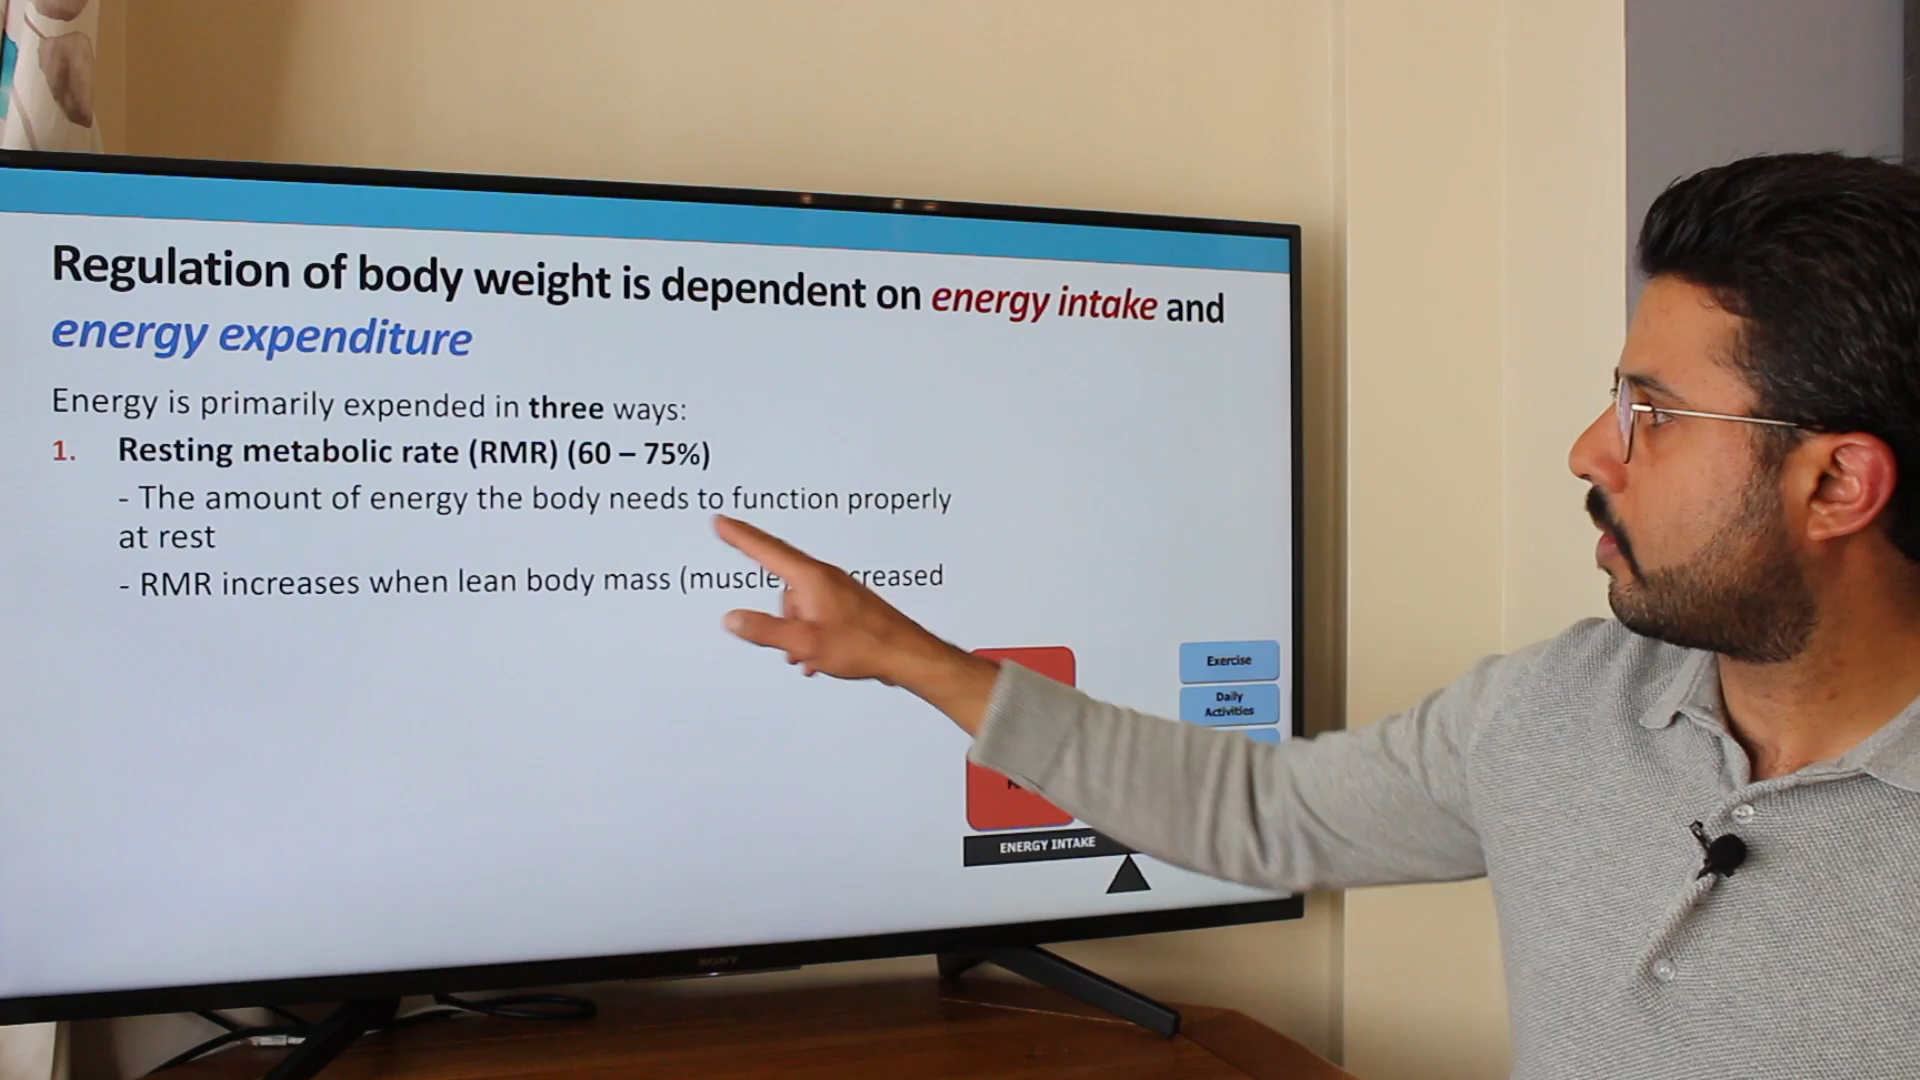 Regulation of body weight is dependent on energy intake and
energy expenditure
Energy is primarily expended in three ways:
1. Resting metabolic rate (RMR) (60 – 75%)
- The amount of energy the body needs to function properly
at rest
- RMR increases when lean body mass (muscle
Exercise
Daily
Activities
ENERGY INTAKE
SONY